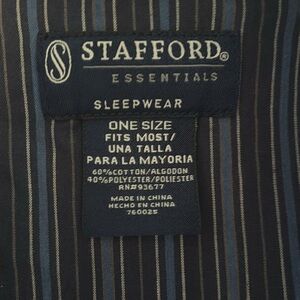 S STAFFORD®
ESSENTIALS
SLEEPWEAR
ONE SIZE
FITS MOST/
UNA TALLA
PARA LA MAYORIA
60%COTTON/ALGODON
40%POLYESTER/POLIESTER
RN#93677
MADE IN CHINA
HECHO EN CHINA
760025